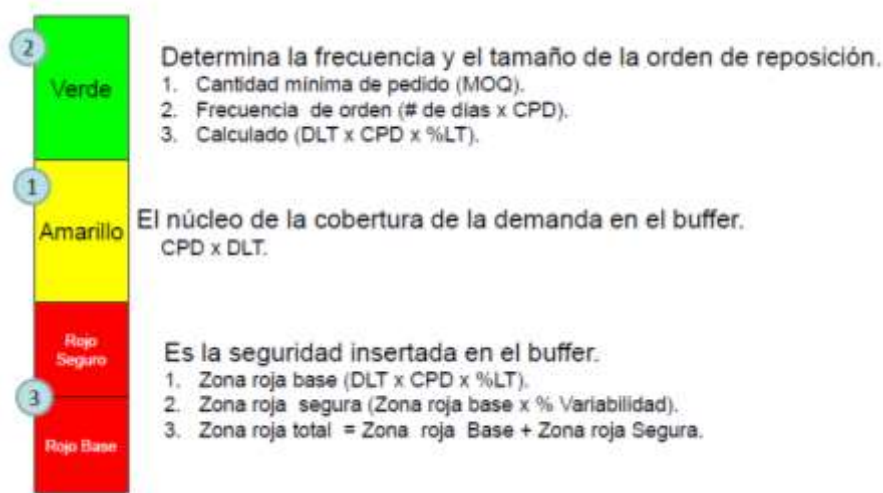 2
Verde
Determina la frecuencia y el tamaño de la orden de reposición.
1. Cantidad mínima de pedido (MOQ).
2. Frecuencia de orden (# de días x CPD).
3. Calculado (DLT x CPD x %LT).
1
Amarillo
El núcleo de la cobertura de la demanda en el buffer.
CPD x DLT.
Rojo
Seguro
Es la seguridad insertada en el buffer.
1. Zona roja base (DLT x CPD x %LT).
2. Zona roja segura (Zona roja base x % Variabilidad).
3. Zona roja total = Zona roja Base + Zona roja Segura.
3
Rojo Base